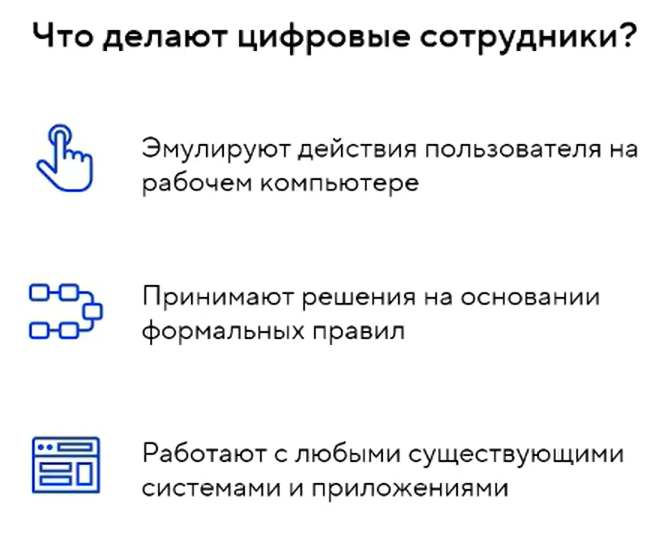 Что делают цифровые сотрудники?
Эмулируют действия пользователя на
рабочем компьютере
Принимают решения на основании
формальных правил
Работают с любыми существующими
системами и приложениями